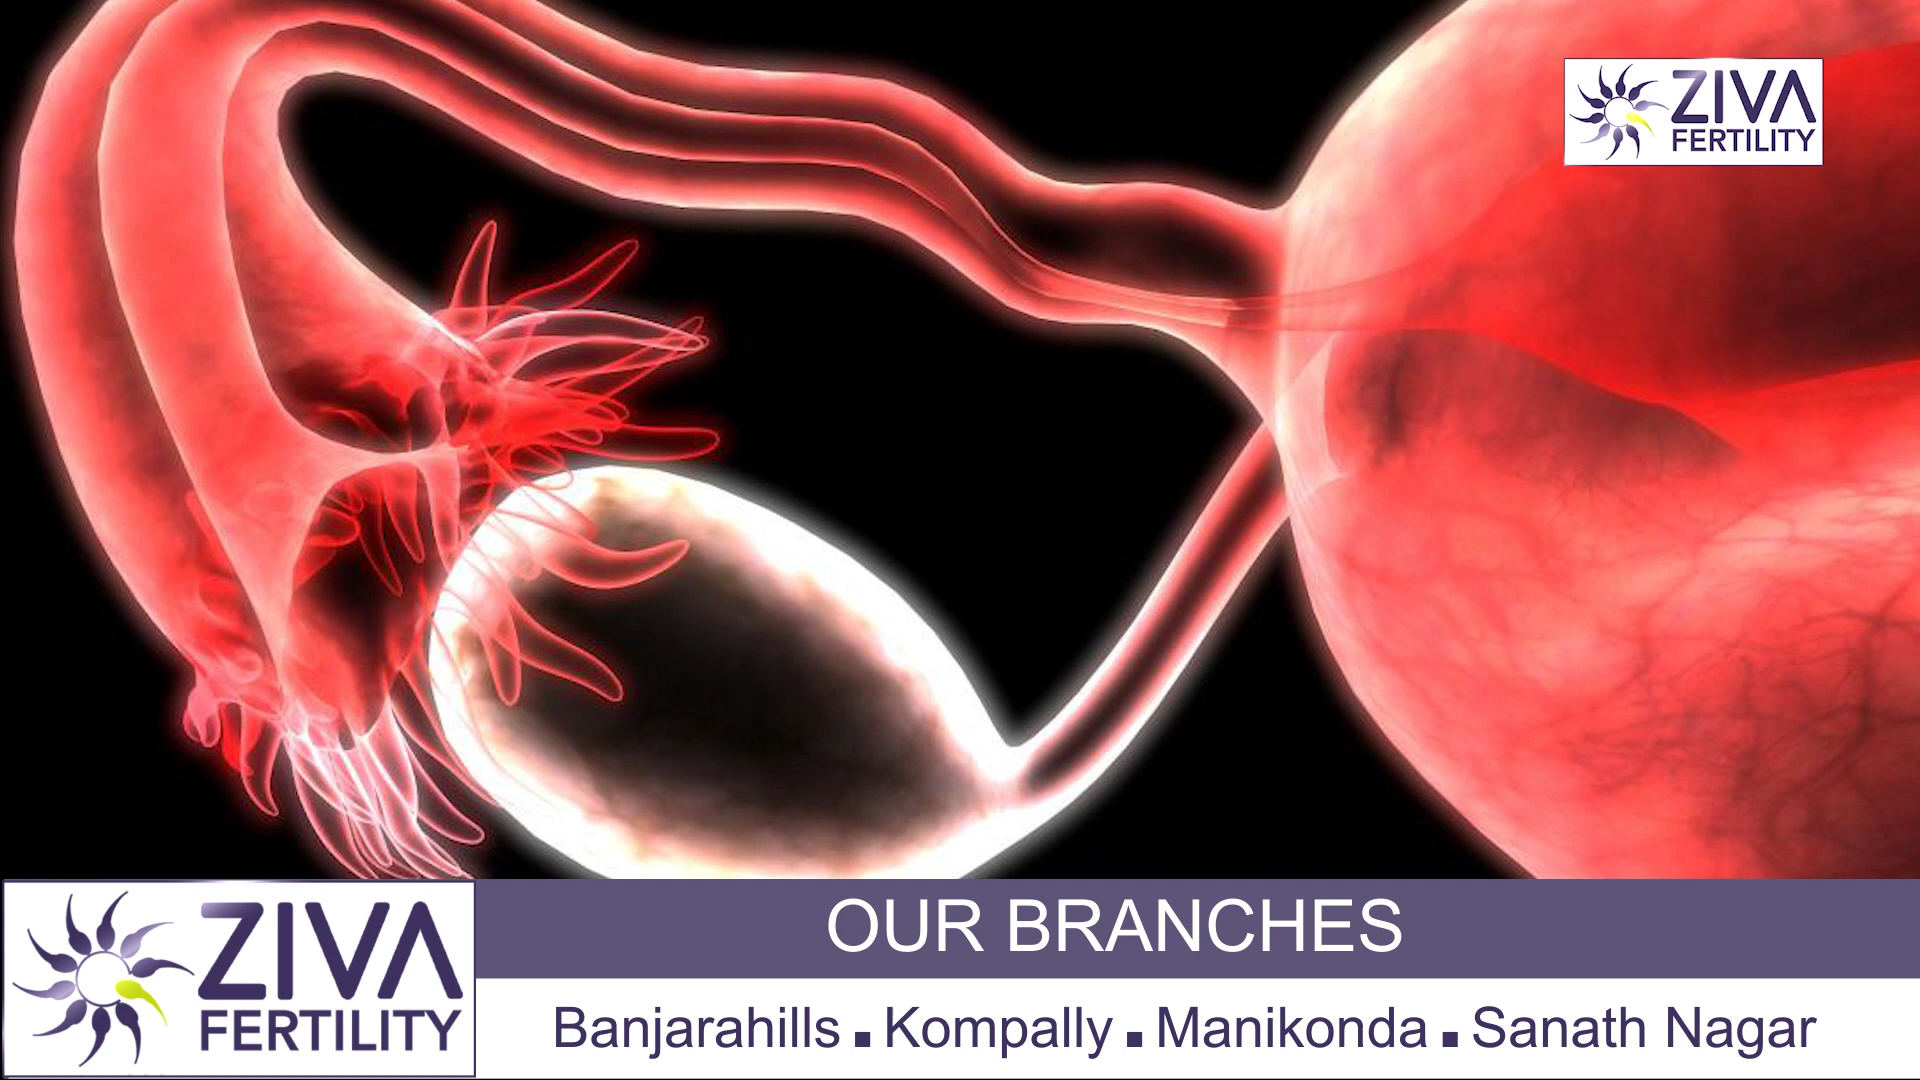 ZIVA
FERTILITY
ZIVA
FERTILITY
OUR BRANCHES
Banjarahills ▪ Kompally ▪ Manikonda ▪ Sanath Nagar